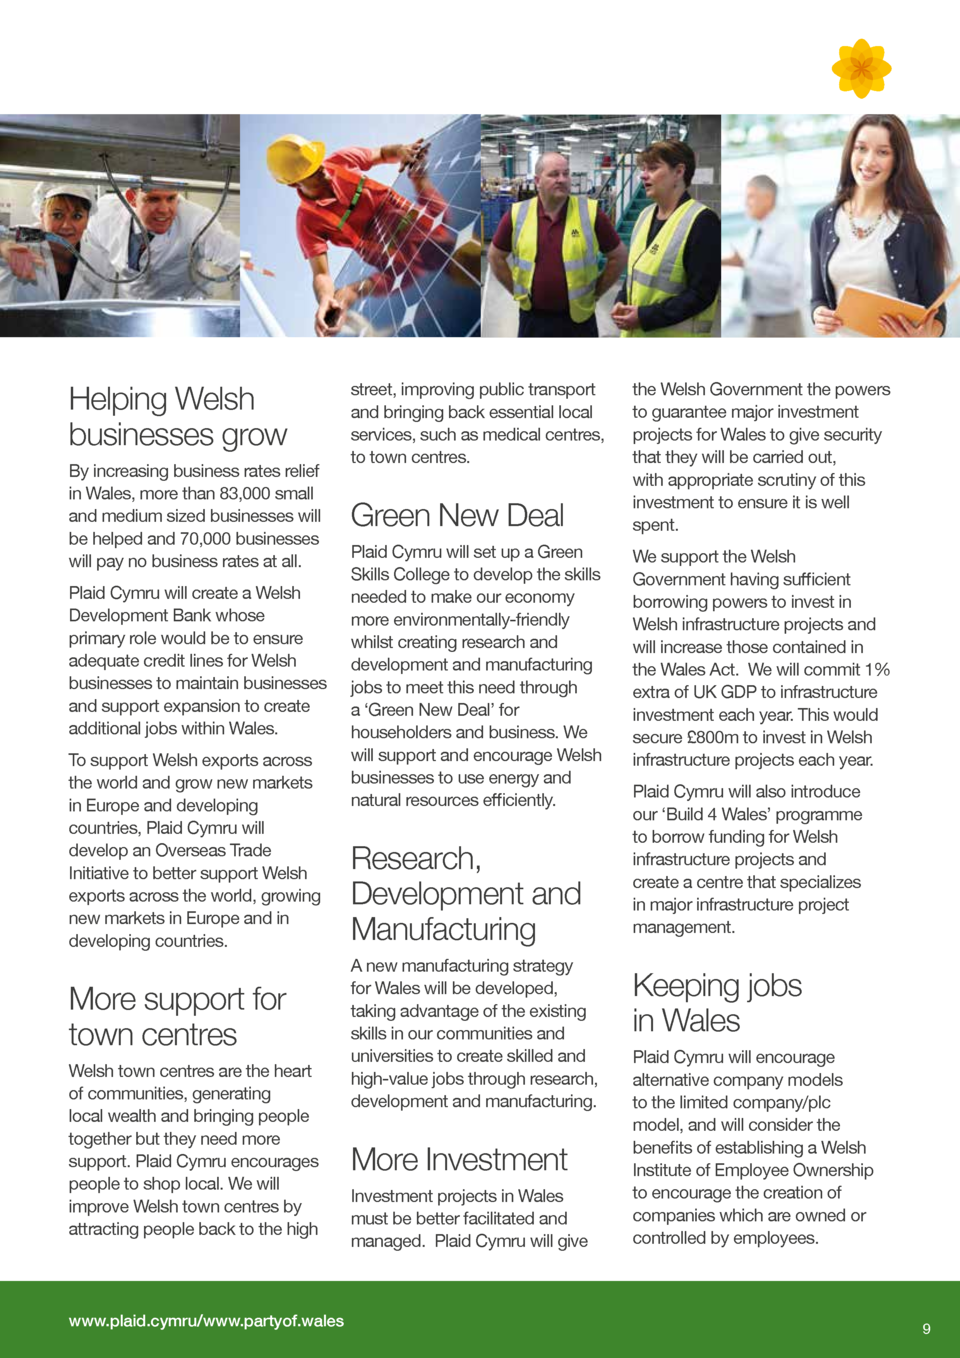 Helping Welsh
businesses grow
By increasing business rates relief
in Wales, more than 83,000 small
and medium sized businesses will
be helped and 70,000 businesses
will pay no business rates at all.
Plaid Cymru will create a Welsh
Development Bank whose
primary role would be to ensure
adequate credit lines for Welsh
businesses to maintain businesses
and support expansion to create
additional jobs within Wales.
To support Welsh exports across
the world and grow new markets
in Europe and developing
countries, Plaid Cymru will
develop an Overseas Trade
Initiative to better support Welsh
exports across the world, growing
new markets in Europe and in
developing countries.
More support for
town centres
Welsh town centres are the heart
of communities, generating
local wealth and bringing people
together but they need more
support. Plaid Cymru encourages
people to shop local. We will
improve Welsh town centres by
attracting people back to the high
street, improving public transport
and bringing back essential local
services, such as medical centres,
to town centres.
Green New Deal
Plaid Cymru will set up a Green
Skills College to develop the skills
needed to make our economy
more environmentally-friendly
whilst creating research and
development and manufacturing
jobs to meet this need through
a ‘Green New Deal’ for
householders and business. We
will support and encourage Welsh
businesses to use energy and
natural resources efficiently.
Research,
Development and
Manufacturing
A new manufacturing strategy
for Wales will be developed,
taking advantage of the existing
skills in our communities and
universities to create skilled and
high-value jobs through research,
development and manufacturing.
More Investment
Investment projects in Wales
must be better facilitated and
managed.  Plaid Cymru will give
the Welsh Government the powers
to guarantee major investment
projects for Wales to give security
that they will be carried out,
with appropriate scrutiny of this
investment to ensure it is well
spent.
We support the Welsh
Government having sufficient
borrowing powers to invest in
Welsh infrastructure projects and
will increase those contained in
the Wales Act.  We will commit 1%
extra of UK GDP to infrastructure
investment each year. This would
secure £800m to invest in Welsh
infrastructure projects each year.
Plaid Cymru will also introduce
our ‘Build 4 Wales’ programme
to borrow funding for Welsh
infrastructure projects and
create a centre that specializes
in major infrastructure project
management.
Keeping jobs
in Wales
Plaid Cymru will encourage
alternative company models
to the limited company/plc
model, and will consider the
benefits of establishing a Welsh
Institute of Employee Ownership
to encourage the creation of
companies which are owned or
controlled by employees.
www.plaid.cymru/www.partyof.wales
9